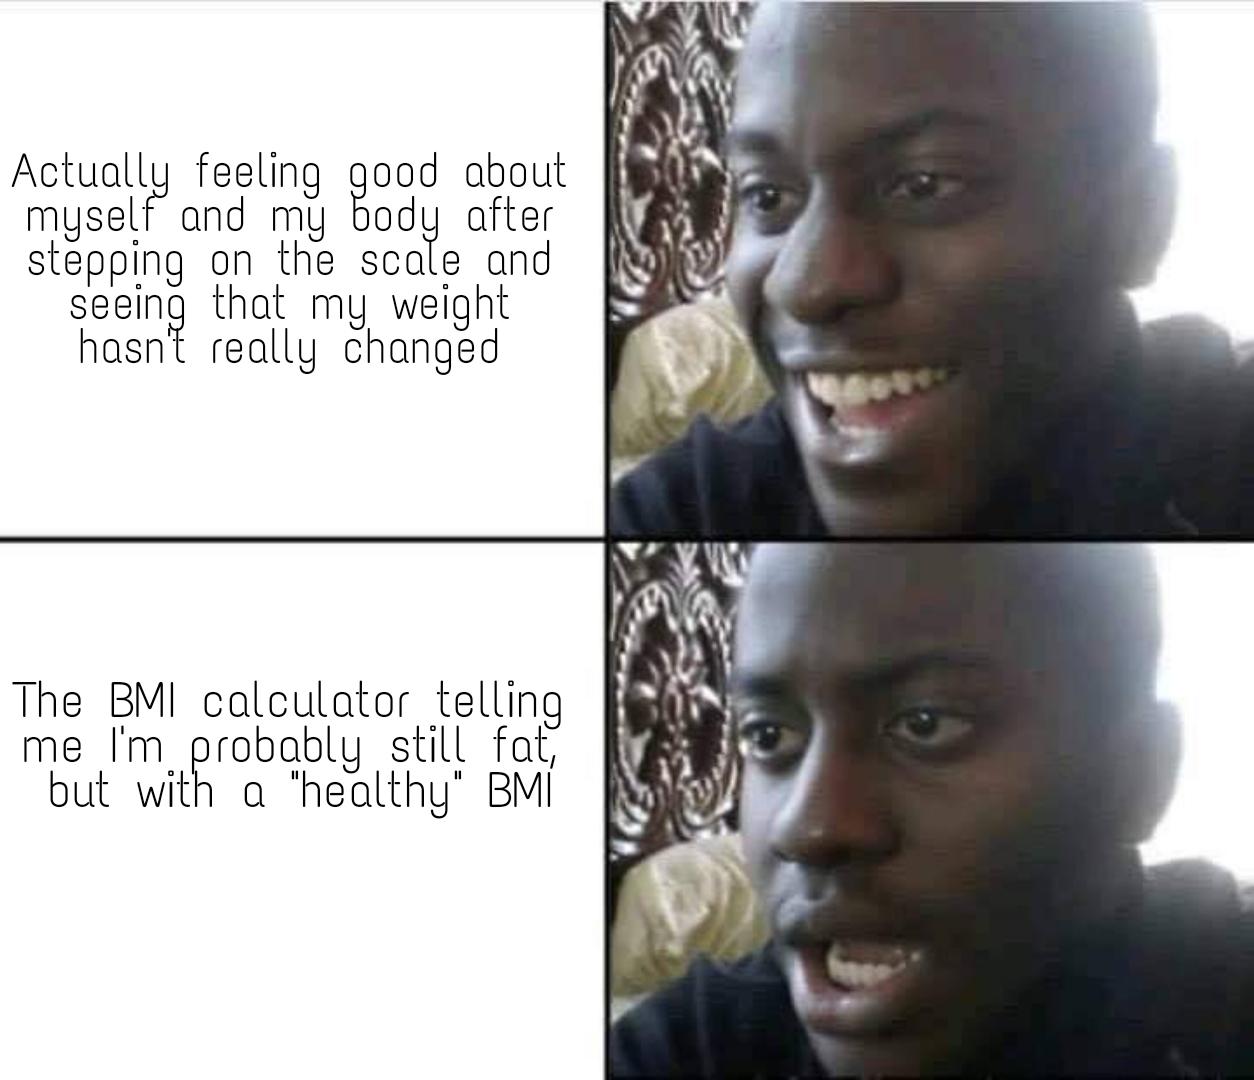 Actually feeling good about
myself and my body after
stepping on the scale and
seeing that my weight
hasn't really changed
The BMI calculator telling
me I'm probably still fat,
but with a "healthy" BMI